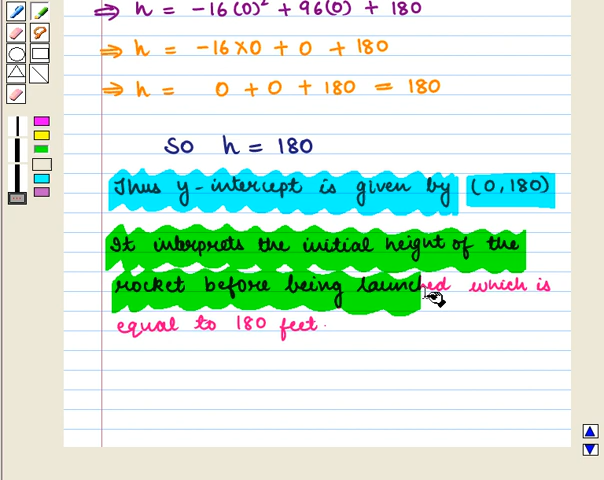 ⇒ h = -16(0)² + 96(0) + 180
⇒ h = -16×0 + 0 + 180
⇒ h = 0 + 0 + 180 = 180
So h = 180
Thus y-intercept is given by (0,180)
It interprets the initial height of the
rocket before being launched which is
equal to 180 feet.